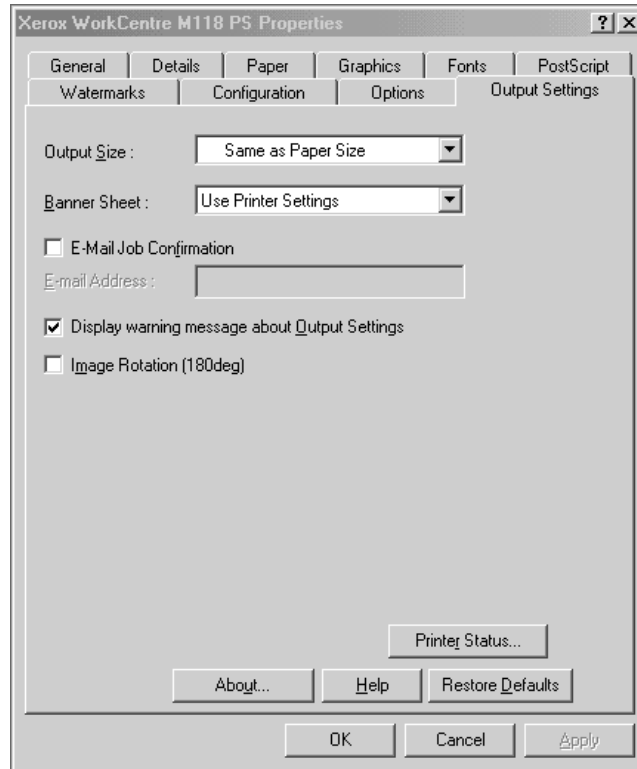 Xerox WorkCentre M118 PS Properties
General Details Paper Graphics Fonts PostScript
Watermarks Configuration Options Output Settings
Output Size : Same as Paper Size
Banner Sheet : Use Printer Settings
E-Mail Job Confirmation
E-mail Address :
Display warning message about Output Settings
Image Rotation (180deg)
Printer Status...
About... Help Restore Defaults
OK Cancel Apply